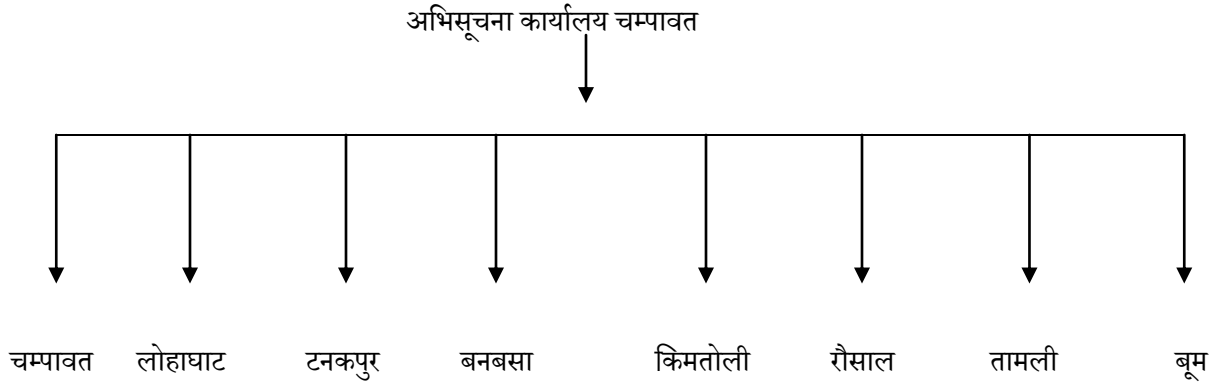 अभिसूचना कार्यालय चम्पावत
चम्पावत लोहाघाट टनकपुर बनबसा किमतोली रौसाल तामली बूम